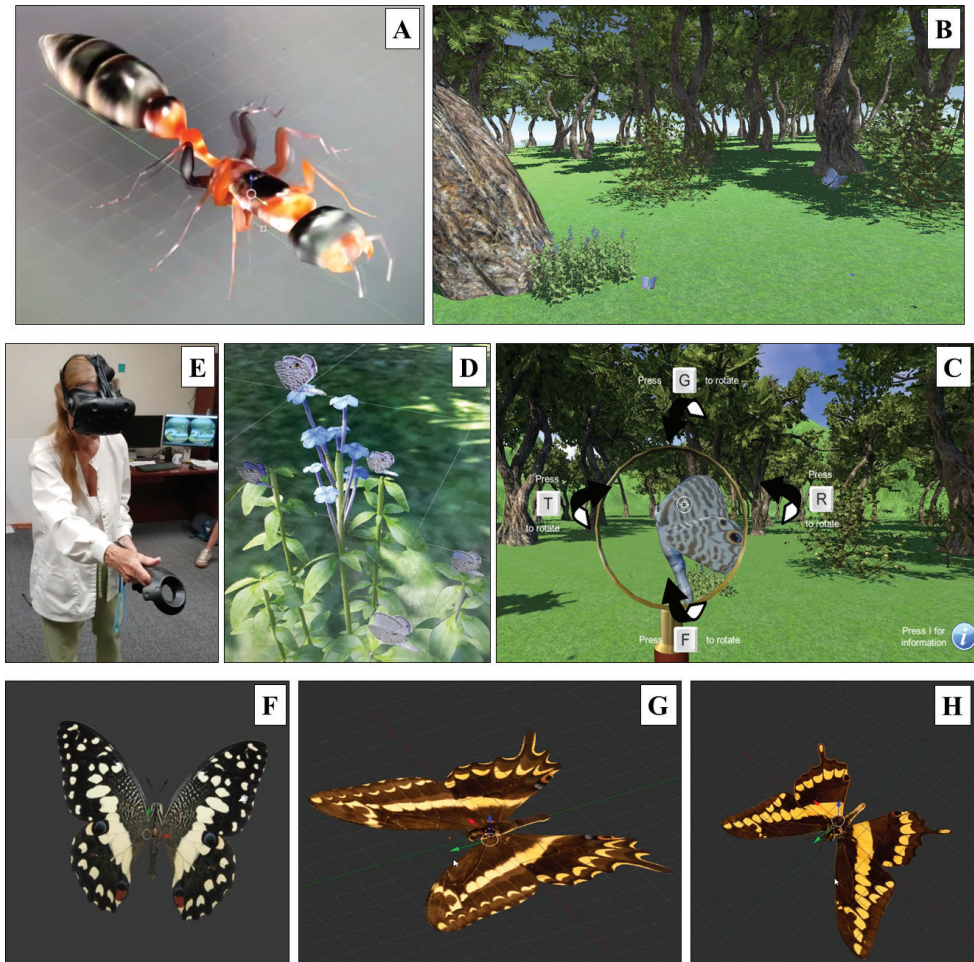 A
B
E
D
C
Press G to rotate
Press
T
to rotate
Press
R
to rotate
Press F to rotate
Press I for
information
i
F
G
H